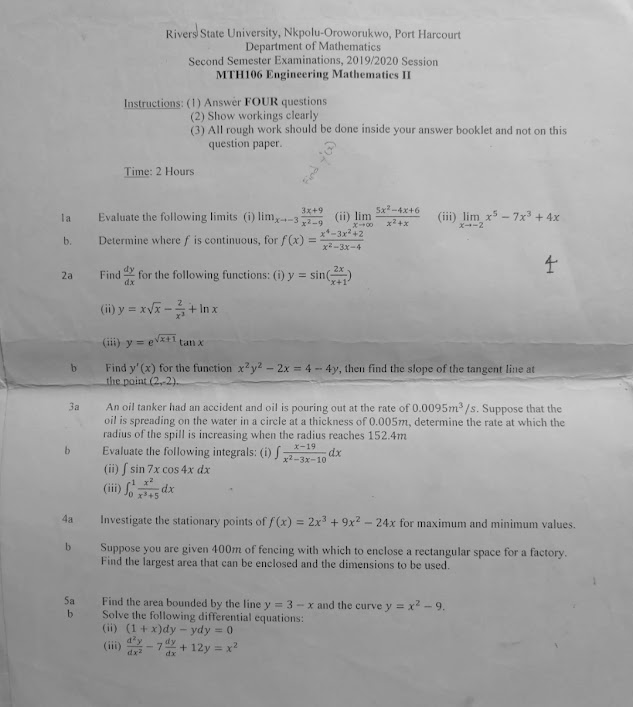 Rivers State University, Nkpolu-Oroworukwo, Port Harcourt
Department of Mathematics
Second Semester Examinations, 2019/2020 Session
MTH106 Engineering Mathematics II
Instructions: (1) Answer FOUR questions
(2) Show workings clearly
(3) All rough work should be done inside your answer booklet and not on this
question paper.
Time: 2 Hours
1a Evaluate the following limits (i) lim_{x→-3} (3x+9)/(x²-9) (ii) lim_{x→∞} (5x²-4x+6)/(x²+x) (iii) lim_{x→-2} x⁵ − 7x³ + 4x
b. Determine where f is continuous, for f(x) = (x⁴-3x²+2)/(x²-3x-4)
4
2a Find dy/dx for the following functions: (i) y = sin(2x/(x+1))
(ii) y = x√x − 2/x³ + ln x
(iii) y = e^{√(x+1)} tan x
b Find y′(x) for the function x²y² − 2x = 4 − 4y, then find the slope of the tangent line at
the point (2,-2).
3a An oil tanker had an accident and oil is pouring out at the rate of 0.0095m³/s. Suppose that the
oil is spreading on the water in a circle at a thickness of 0.005m, determine the rate at which the
radius of the spill is increasing when the radius reaches 152.4m
b Evaluate the following integrals: (i) ∫ (x-19)/(x²-3x-10) dx
(ii) ∫ sin 7x cos 4x dx
(iii) ∫₀¹ x²/(x³+5) dx
4a Investigate the stationary points of f(x) = 2x³ + 9x² − 24x for maximum and minimum values.
b Suppose you are given 400m of fencing with which to enclose a rectangular space for a factory.
Find the largest area that can be enclosed and the dimensions to be used.
5a Find the area bounded by the line y = 3 − x and the curve y = x² − 9.
b Solve the following differential equations:
(ii) (1 + x)dy − ydy = 0
(iii) d²y/dx² − 7 dy/dx + 12y = x²